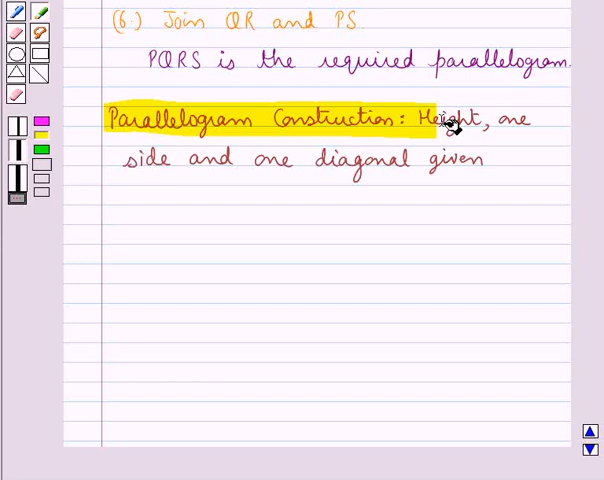 (6.) Join QR and PS.
PQRS is the required parallelogram.
Parallelogram Construction: Height, one
side and one diagonal given